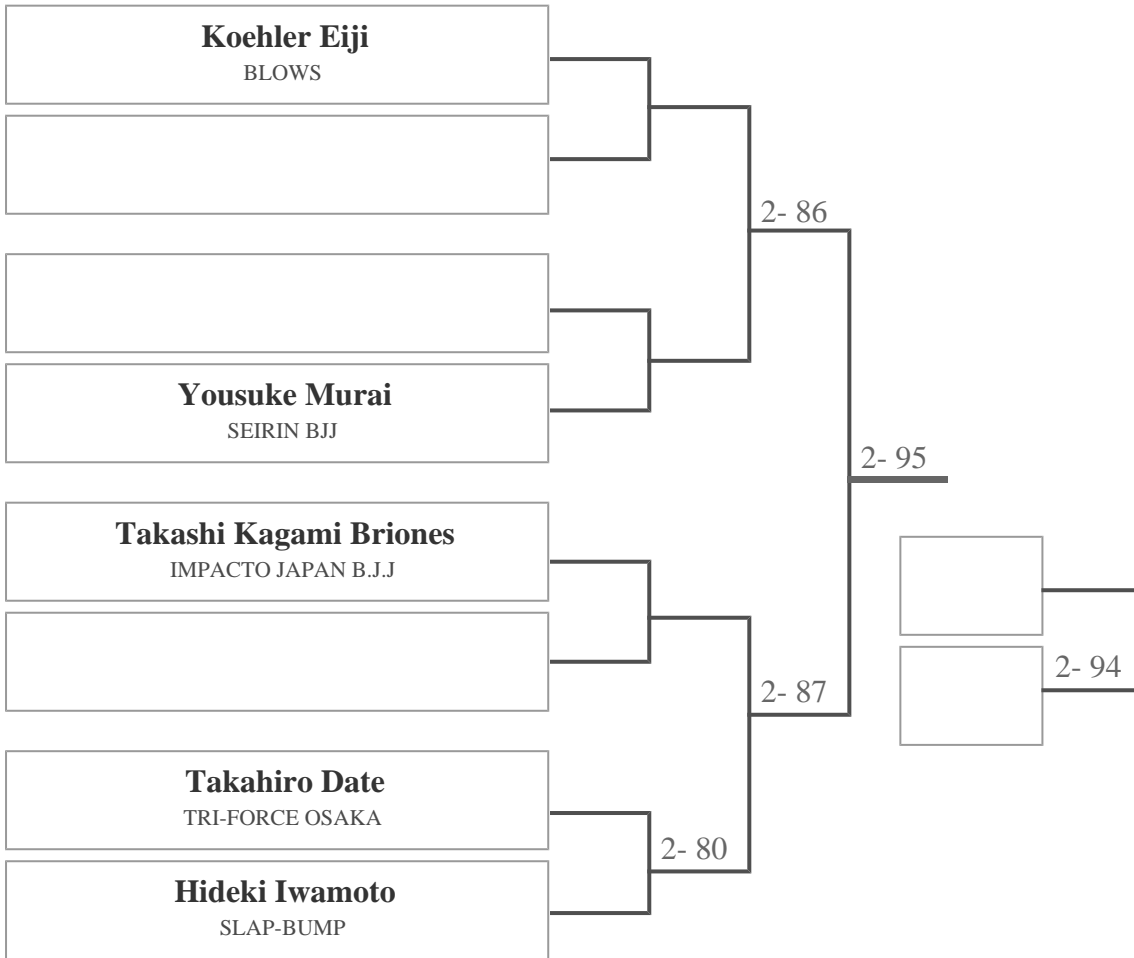 Koehler Eiji
BLOWS
2- 86
Yousuke Murai
SEIRIN BJJ
2- 95
Takashi Kagami Briones
IMPACTO JAPAN B.J.J
2- 94
2- 87
Takahiro Date
TRI-FORCE OSAKA
2- 80
Hideki Iwamoto
SLAP-BUMP